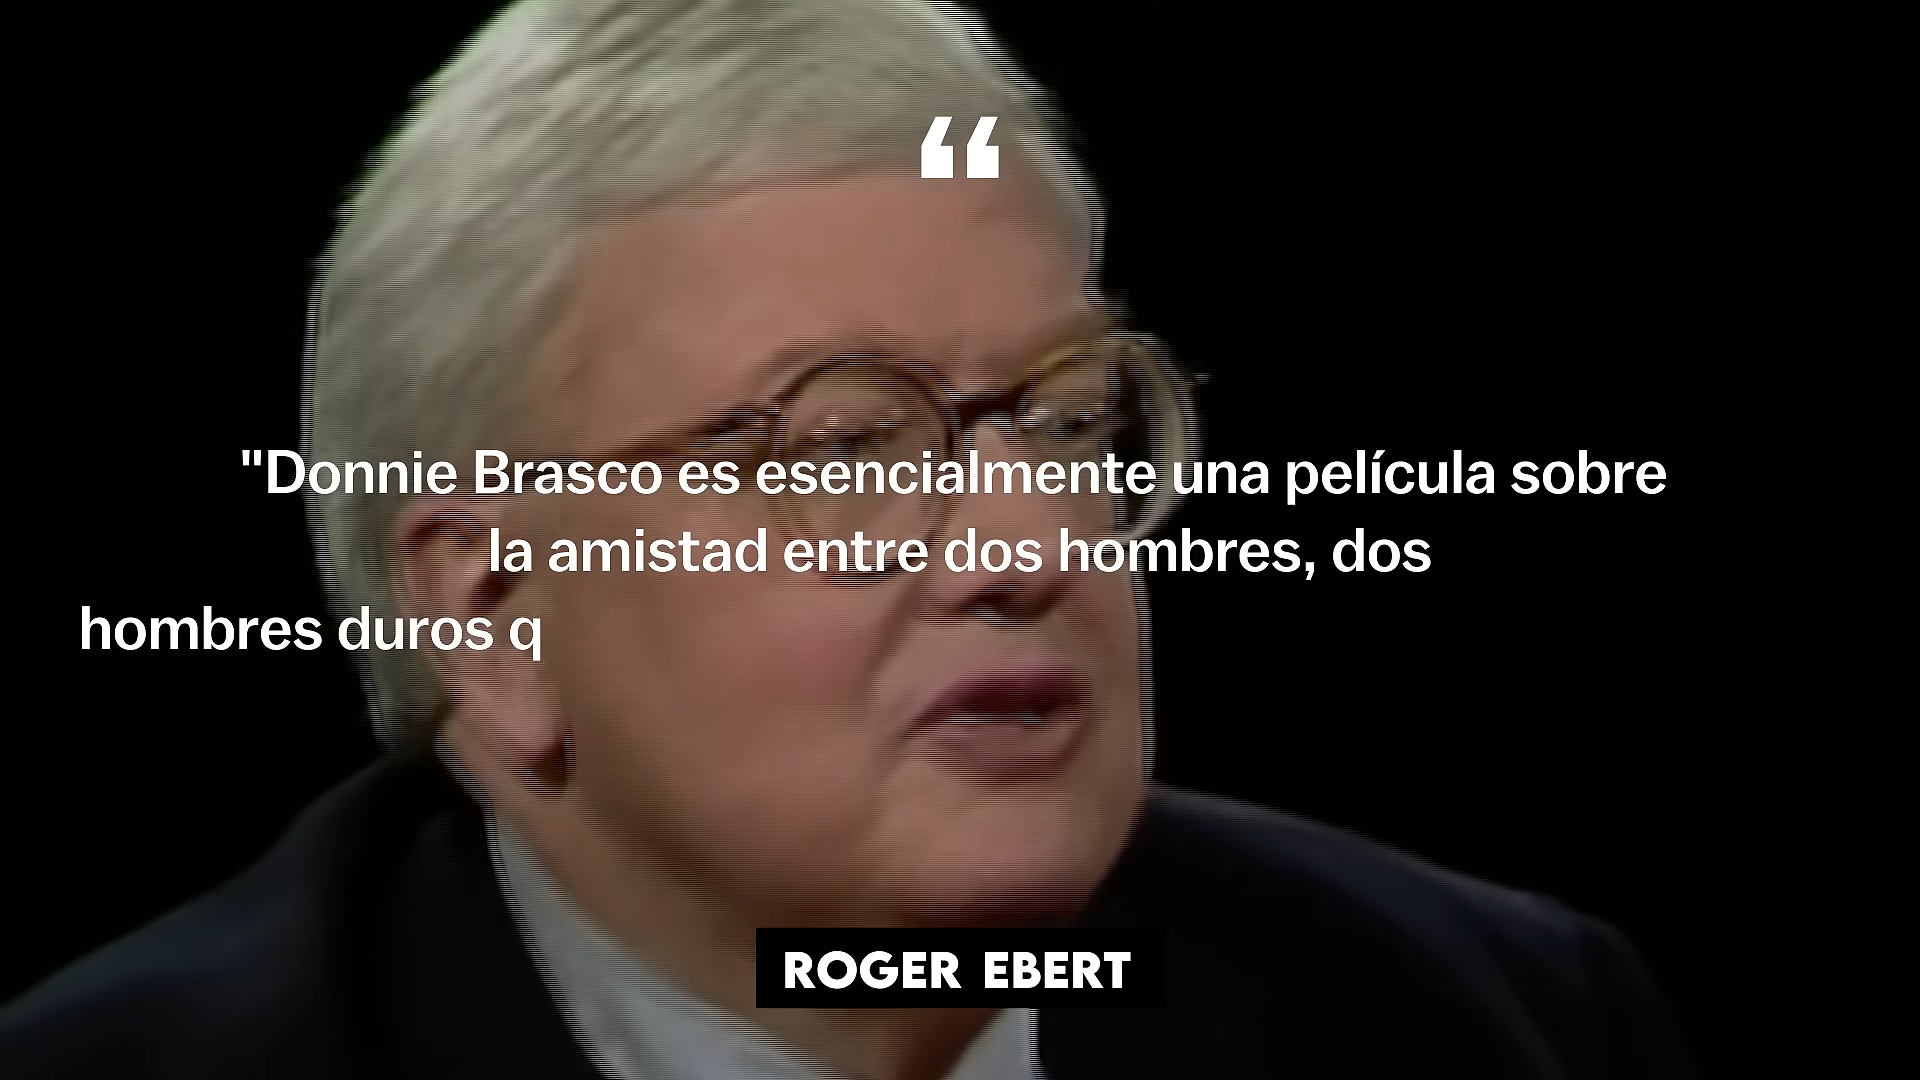 “
"Donnie Brasco es esencialmente una película sobre
la amistad entre dos hombres, dos
hombres duros q
ROGER EBERT